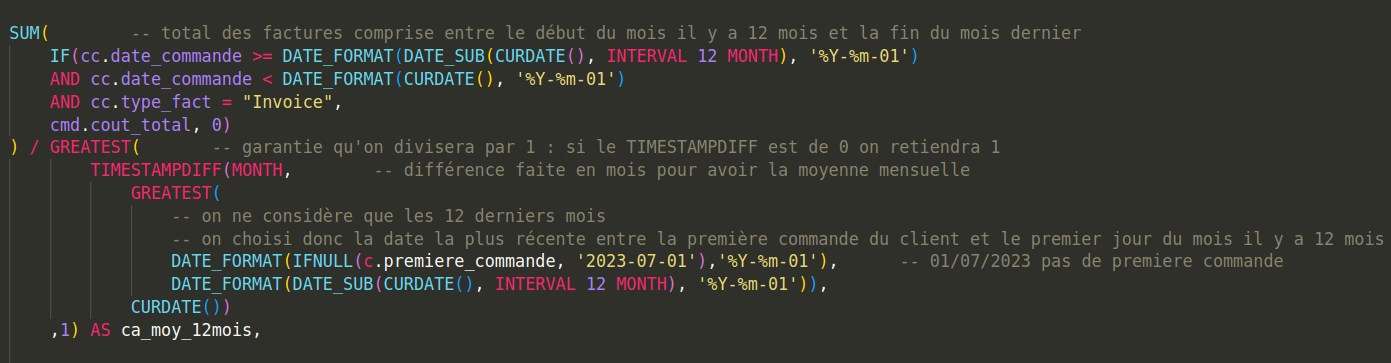 SUM(        -- total des factures comprise entre le début du mois il y a 12 mois et la fin du mois dernier
    IF(cc.date_commande >= DATE_FORMAT(DATE_SUB(CURDATE(), INTERVAL 12 MONTH), '%Y-%m-01')
    AND cc.date_commande < DATE_FORMAT(CURDATE(), '%Y-%m-01')
    AND cc.type_fact = "Invoice",
    cmd.cout_total, 0)
) / GREATEST(       -- garantie qu'on divisera par 1 : si le TIMESTAMPDIFF est de 0 on retiendra 1
        TIMESTAMPDIFF(MONTH,        -- différence faite en mois pour avoir la moyenne mensuelle
            GREATEST(
                -- on ne considère que les 12 derniers mois
                -- on choisi donc la date la plus récente entre la première commande du client et le premier jour du mois il y a 12 mois
                DATE_FORMAT(IFNULL(c.premiere_commande, '2023-07-01'),'%Y-%m-01'),      -- 01/07/2023 pas de premiere commande
                DATE_FORMAT(DATE_SUB(CURDATE(), INTERVAL 12 MONTH), '%Y-%m-01')),
            CURDATE())
    ,1) AS ca_moy_12mois,